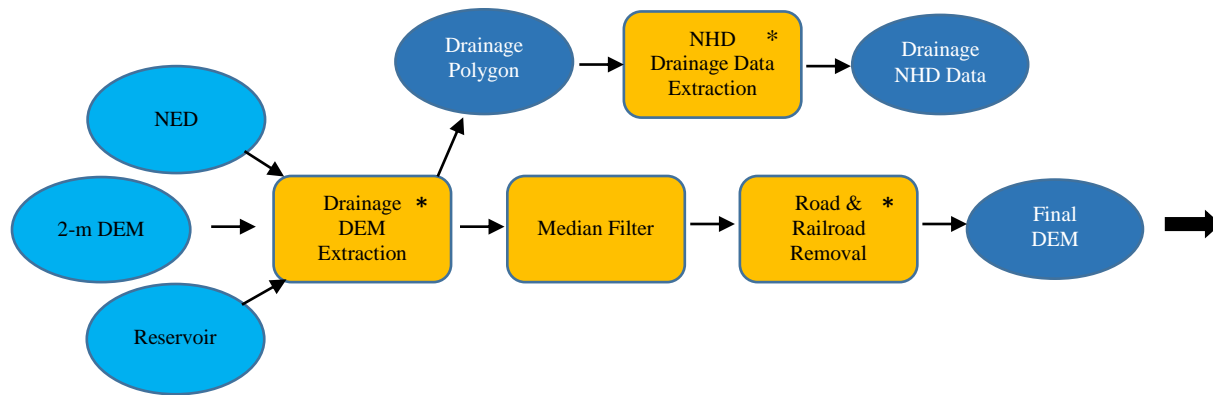 Drainage
Polygon
NHD *
Drainage Data
Extraction
Drainage
NHD Data
NED
2-m DEM
Reservoir
Drainage *
DEM
Extraction
Median Filter
Road & *
Railroad
Removal
Final
DEM